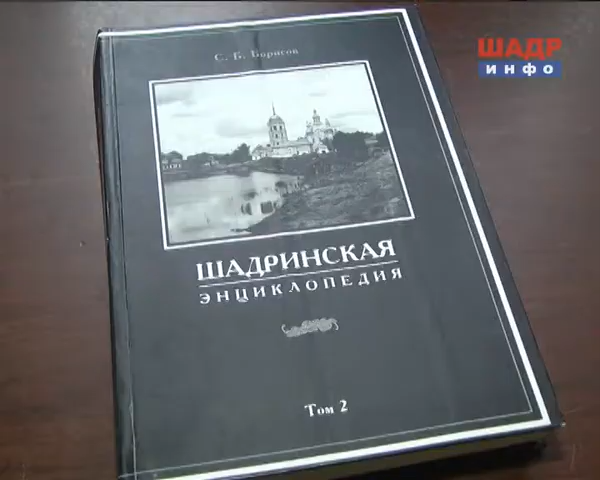 ШАДР
инфо
С. Б. Борисов
ШАДРИНСКАЯ
ЭНЦИКЛОПЕДИЯ
Том 2